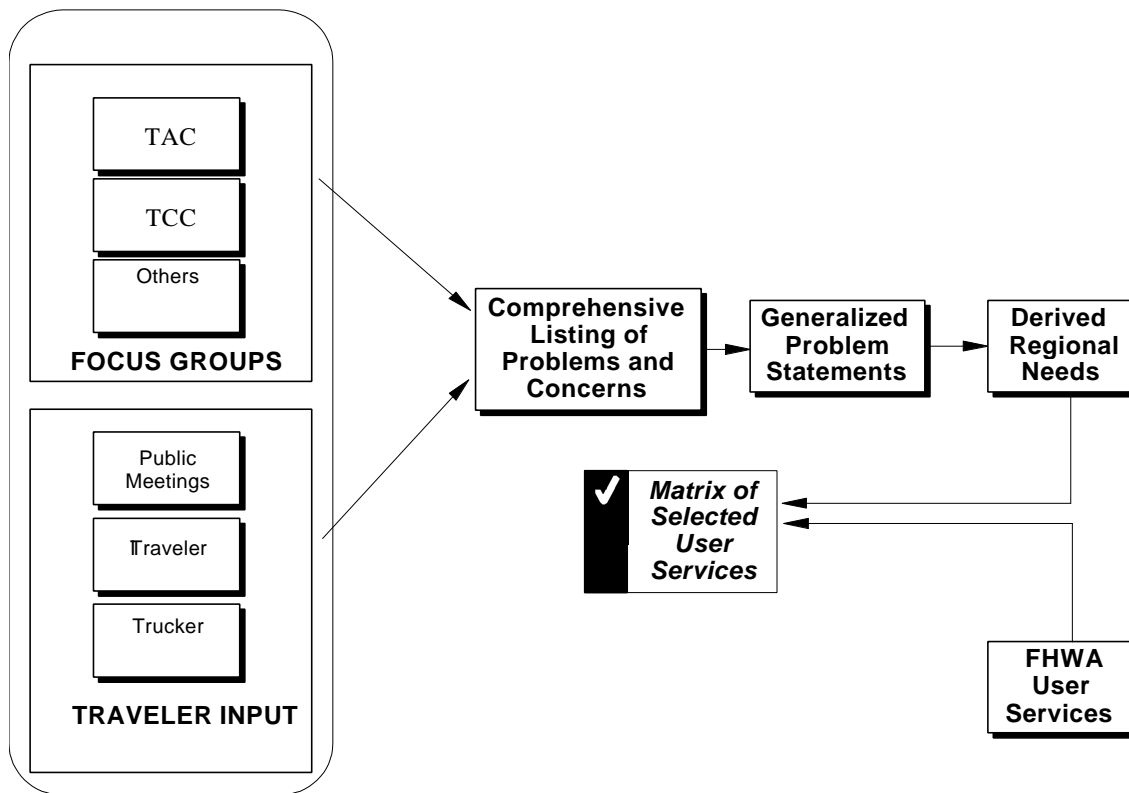 TAC
TCC
Others
FOCUS GROUPS
Public
Meetings
Traveler
Trucker
TRAVELER INPUT
Comprehensive
Listing of
Problems and
Concerns
Generalized
Problem
Statements
Derived
Regional
Needs
Matrix of
Selected
User
Services
FHWA
User
Services